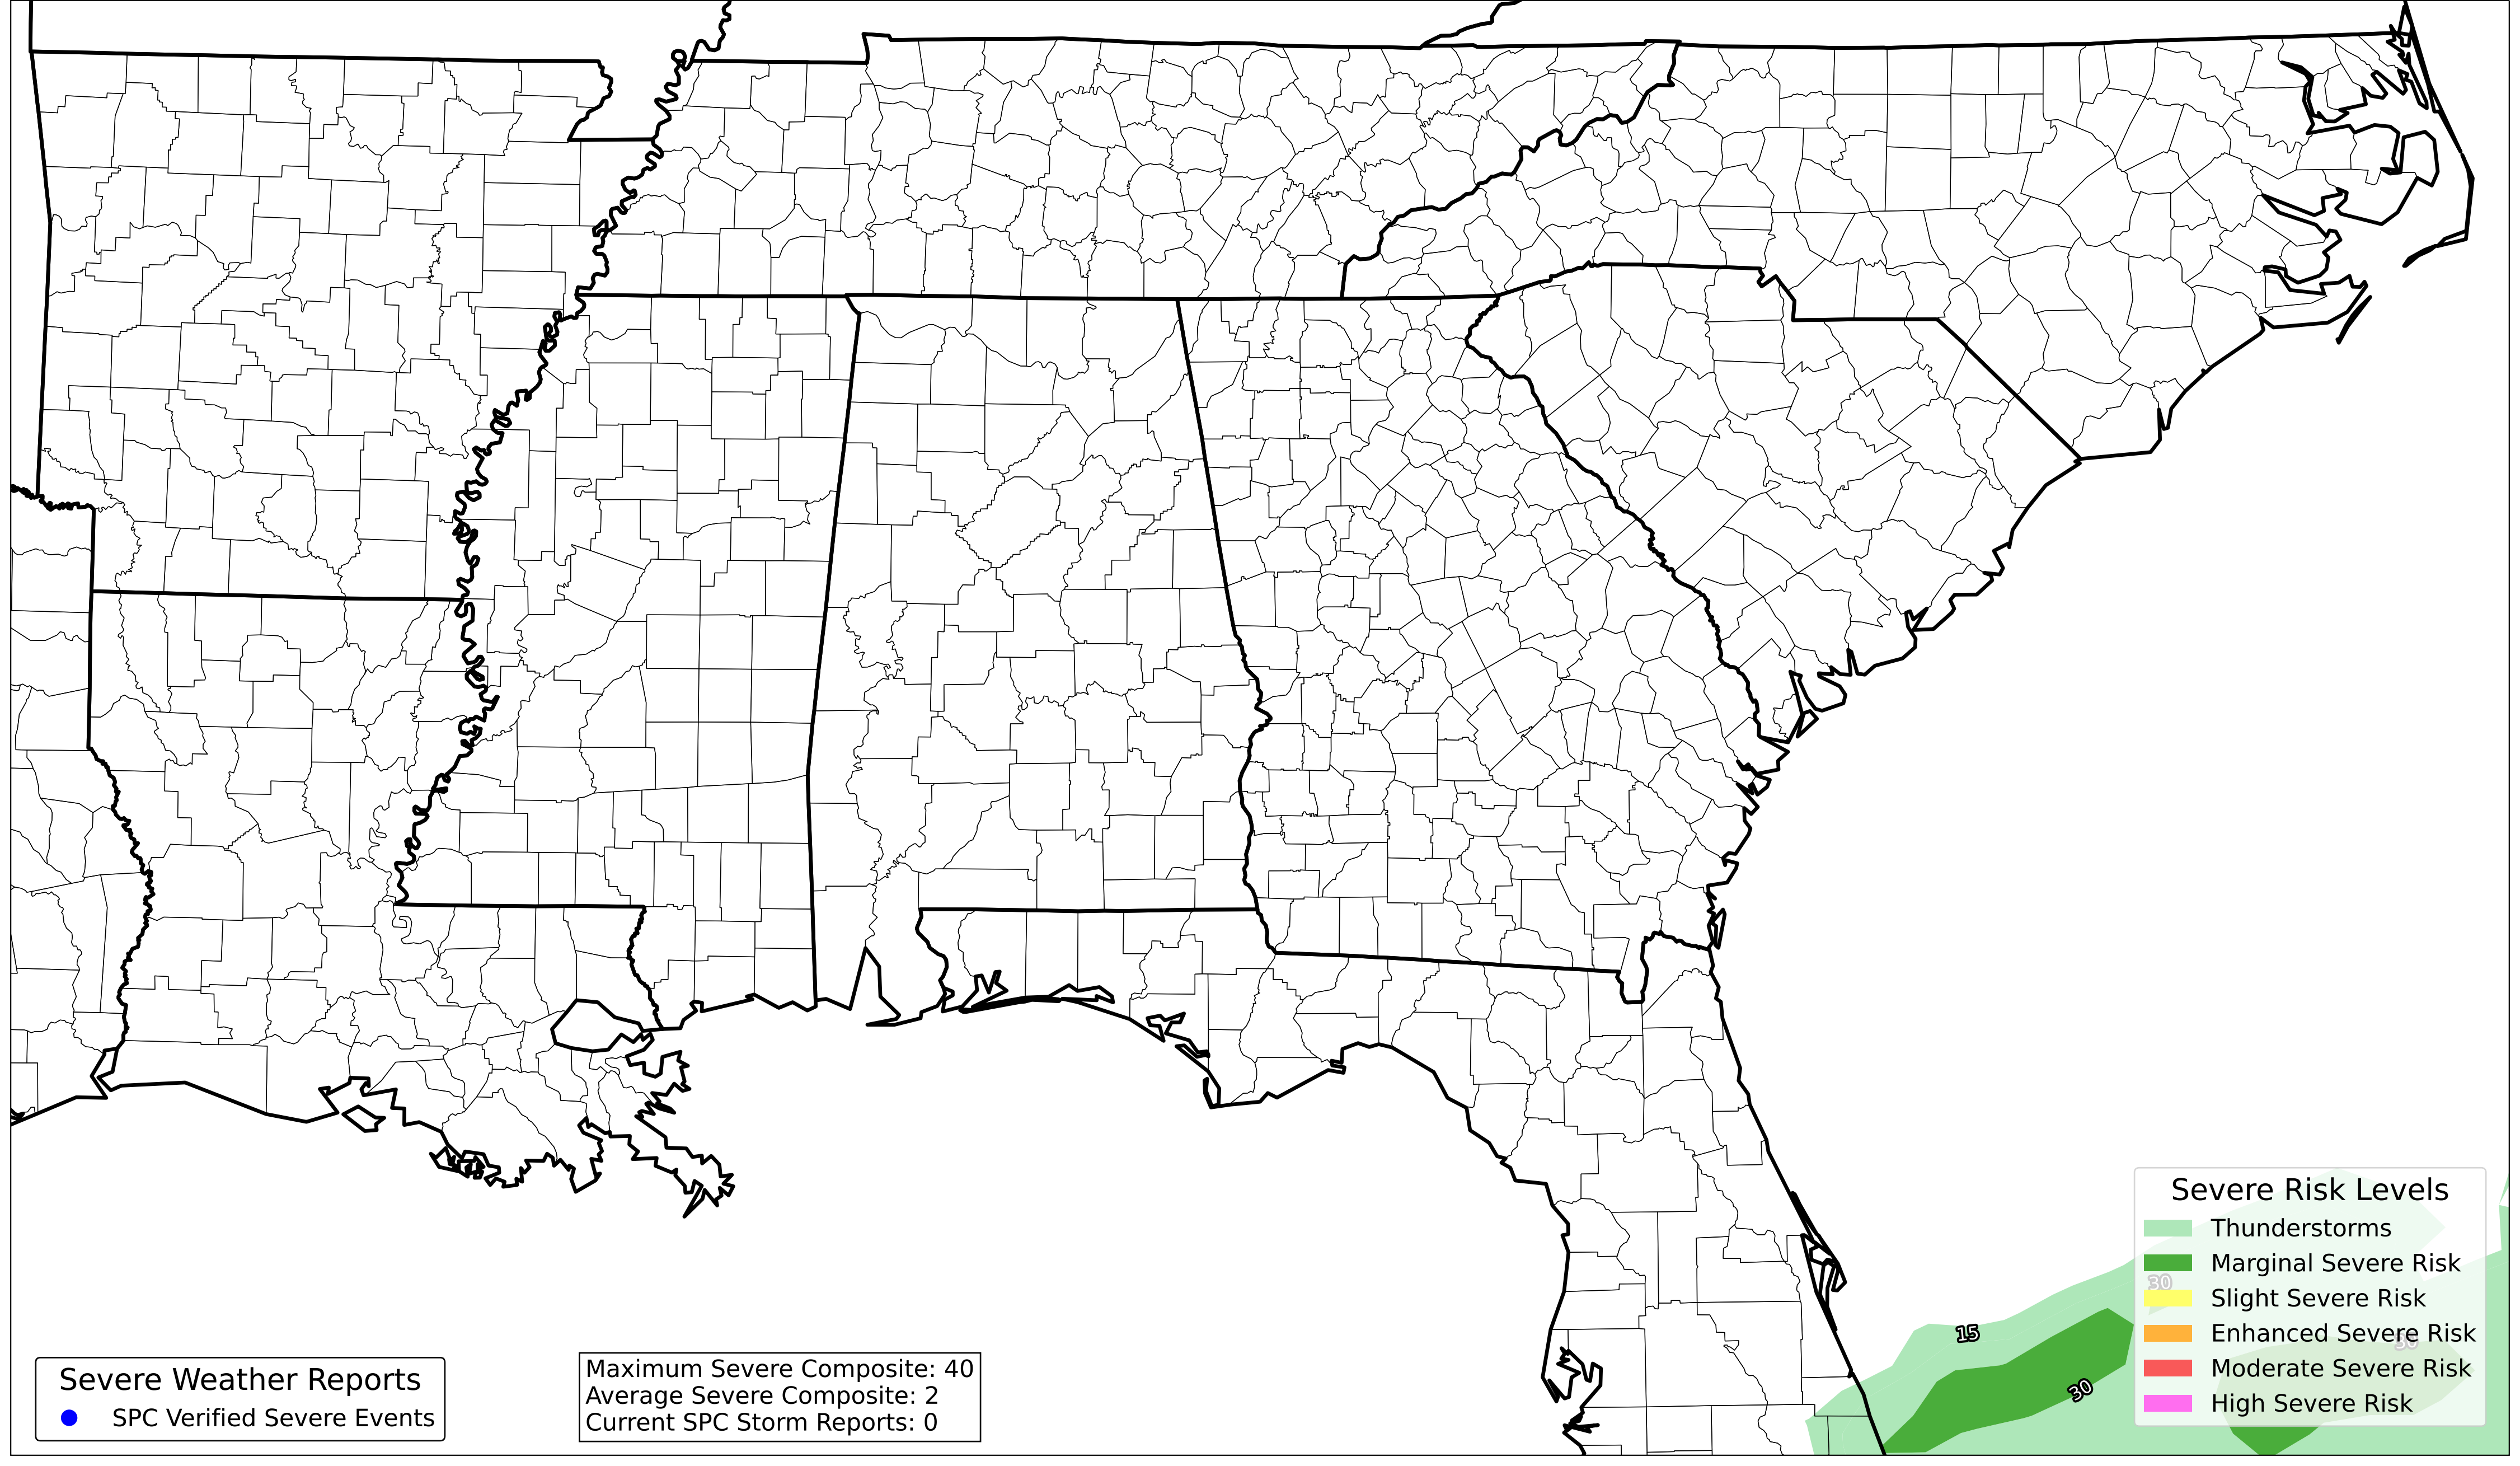 Severe Risk Levels
Thunderstorms
30
Marginal Severe Risk
Slight Severe Risk
15
Enhanced Severe Risk
30
Moderate Severe Risk
30
High Severe Risk
Severe Weather Reports
SPC Verified Severe Events
Maximum Severe Composite: 40
Average Severe Composite: 2
Current SPC Storm Reports: 0